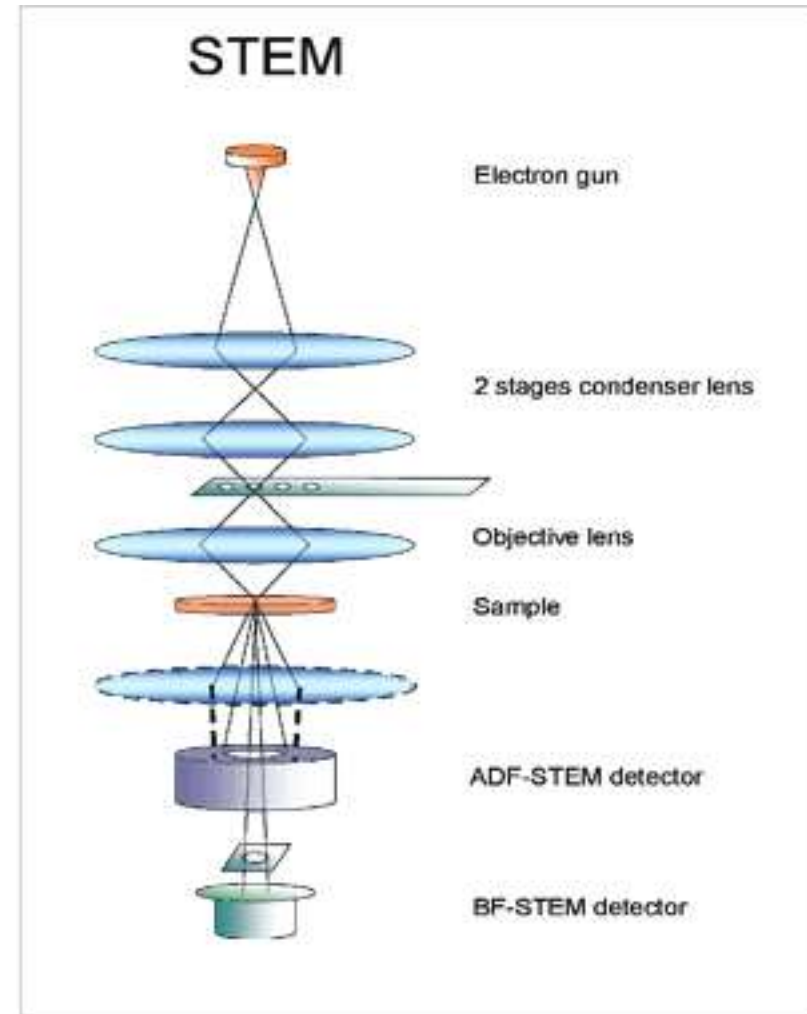 STEM
Electron gun
2 stages condenser lens
Objective lens
Sample
ADF-STEM detector
BF-STEM detector